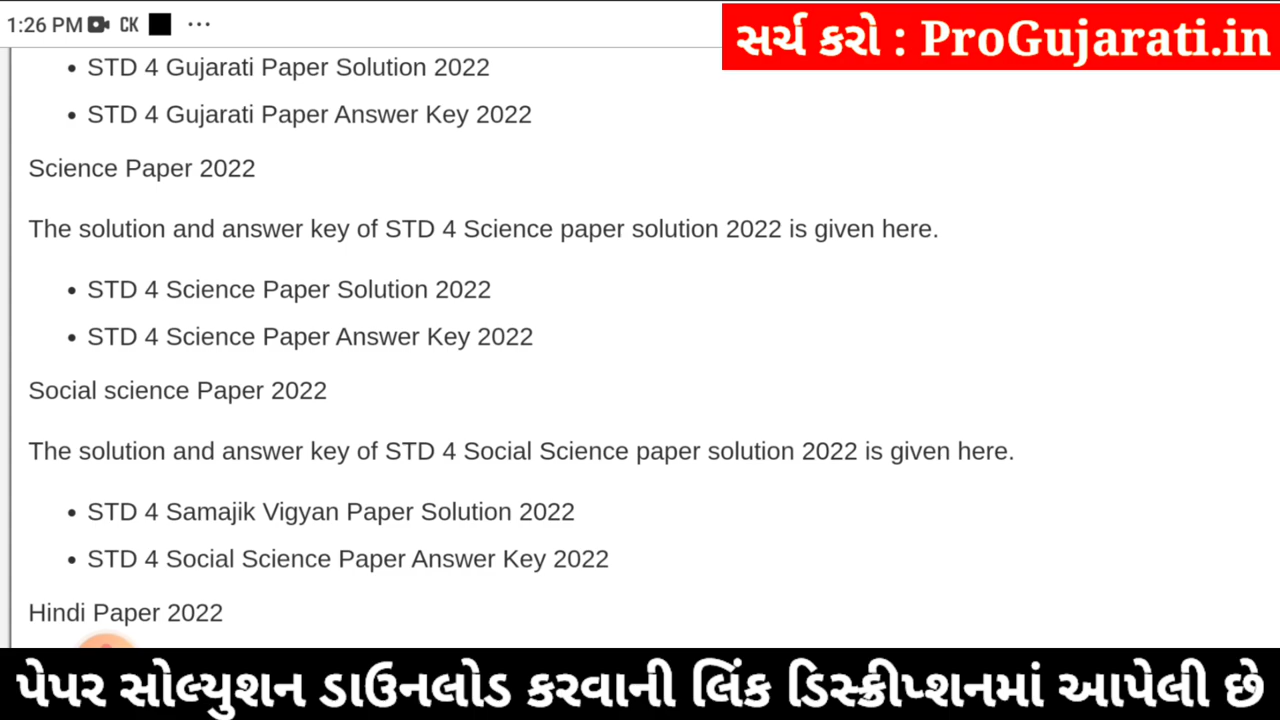 1:26 PM CK ...
સર્ચ કરો : ProGujarati.in
• STD 4 Gujarati Paper Solution 2022
• STD 4 Gujarati Paper Answer Key 2022
Science Paper 2022
The solution and answer key of STD 4 Science paper solution 2022 is given here.
• STD 4 Science Paper Solution 2022
• STD 4 Science Paper Answer Key 2022
Social science Paper 2022
The solution and answer key of STD 4 Social Science paper solution 2022 is given here.
• STD 4 Samajik Vigyan Paper Solution 2022
• STD 4 Social Science Paper Answer Key 2022
Hindi Paper 2022
પેપર સોલ્યુશન ડાઉનલોડ કરવાની લિંક ડિસ્ક્રીપ્શનમાં આપેલી છે